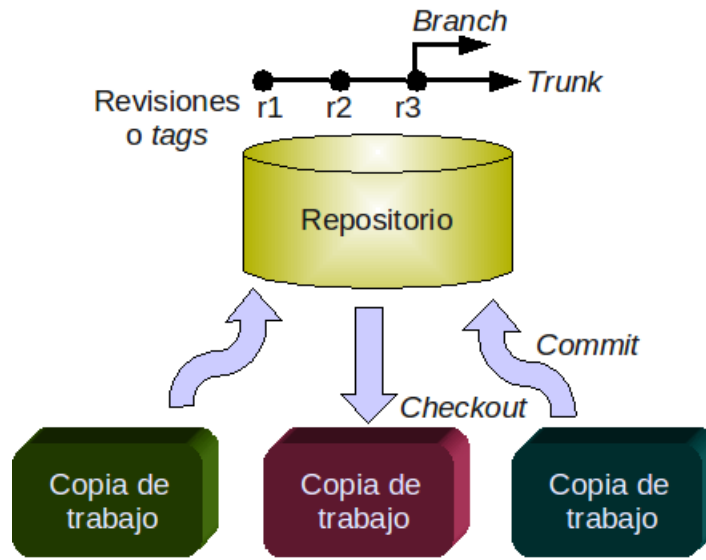 Branch
Trunk
Revisiones
o tags
r1 r2 r3
Repositorio
Commit
Checkout
Copia de
trabajo
Copia de
trabajo
Copia de
trabajo